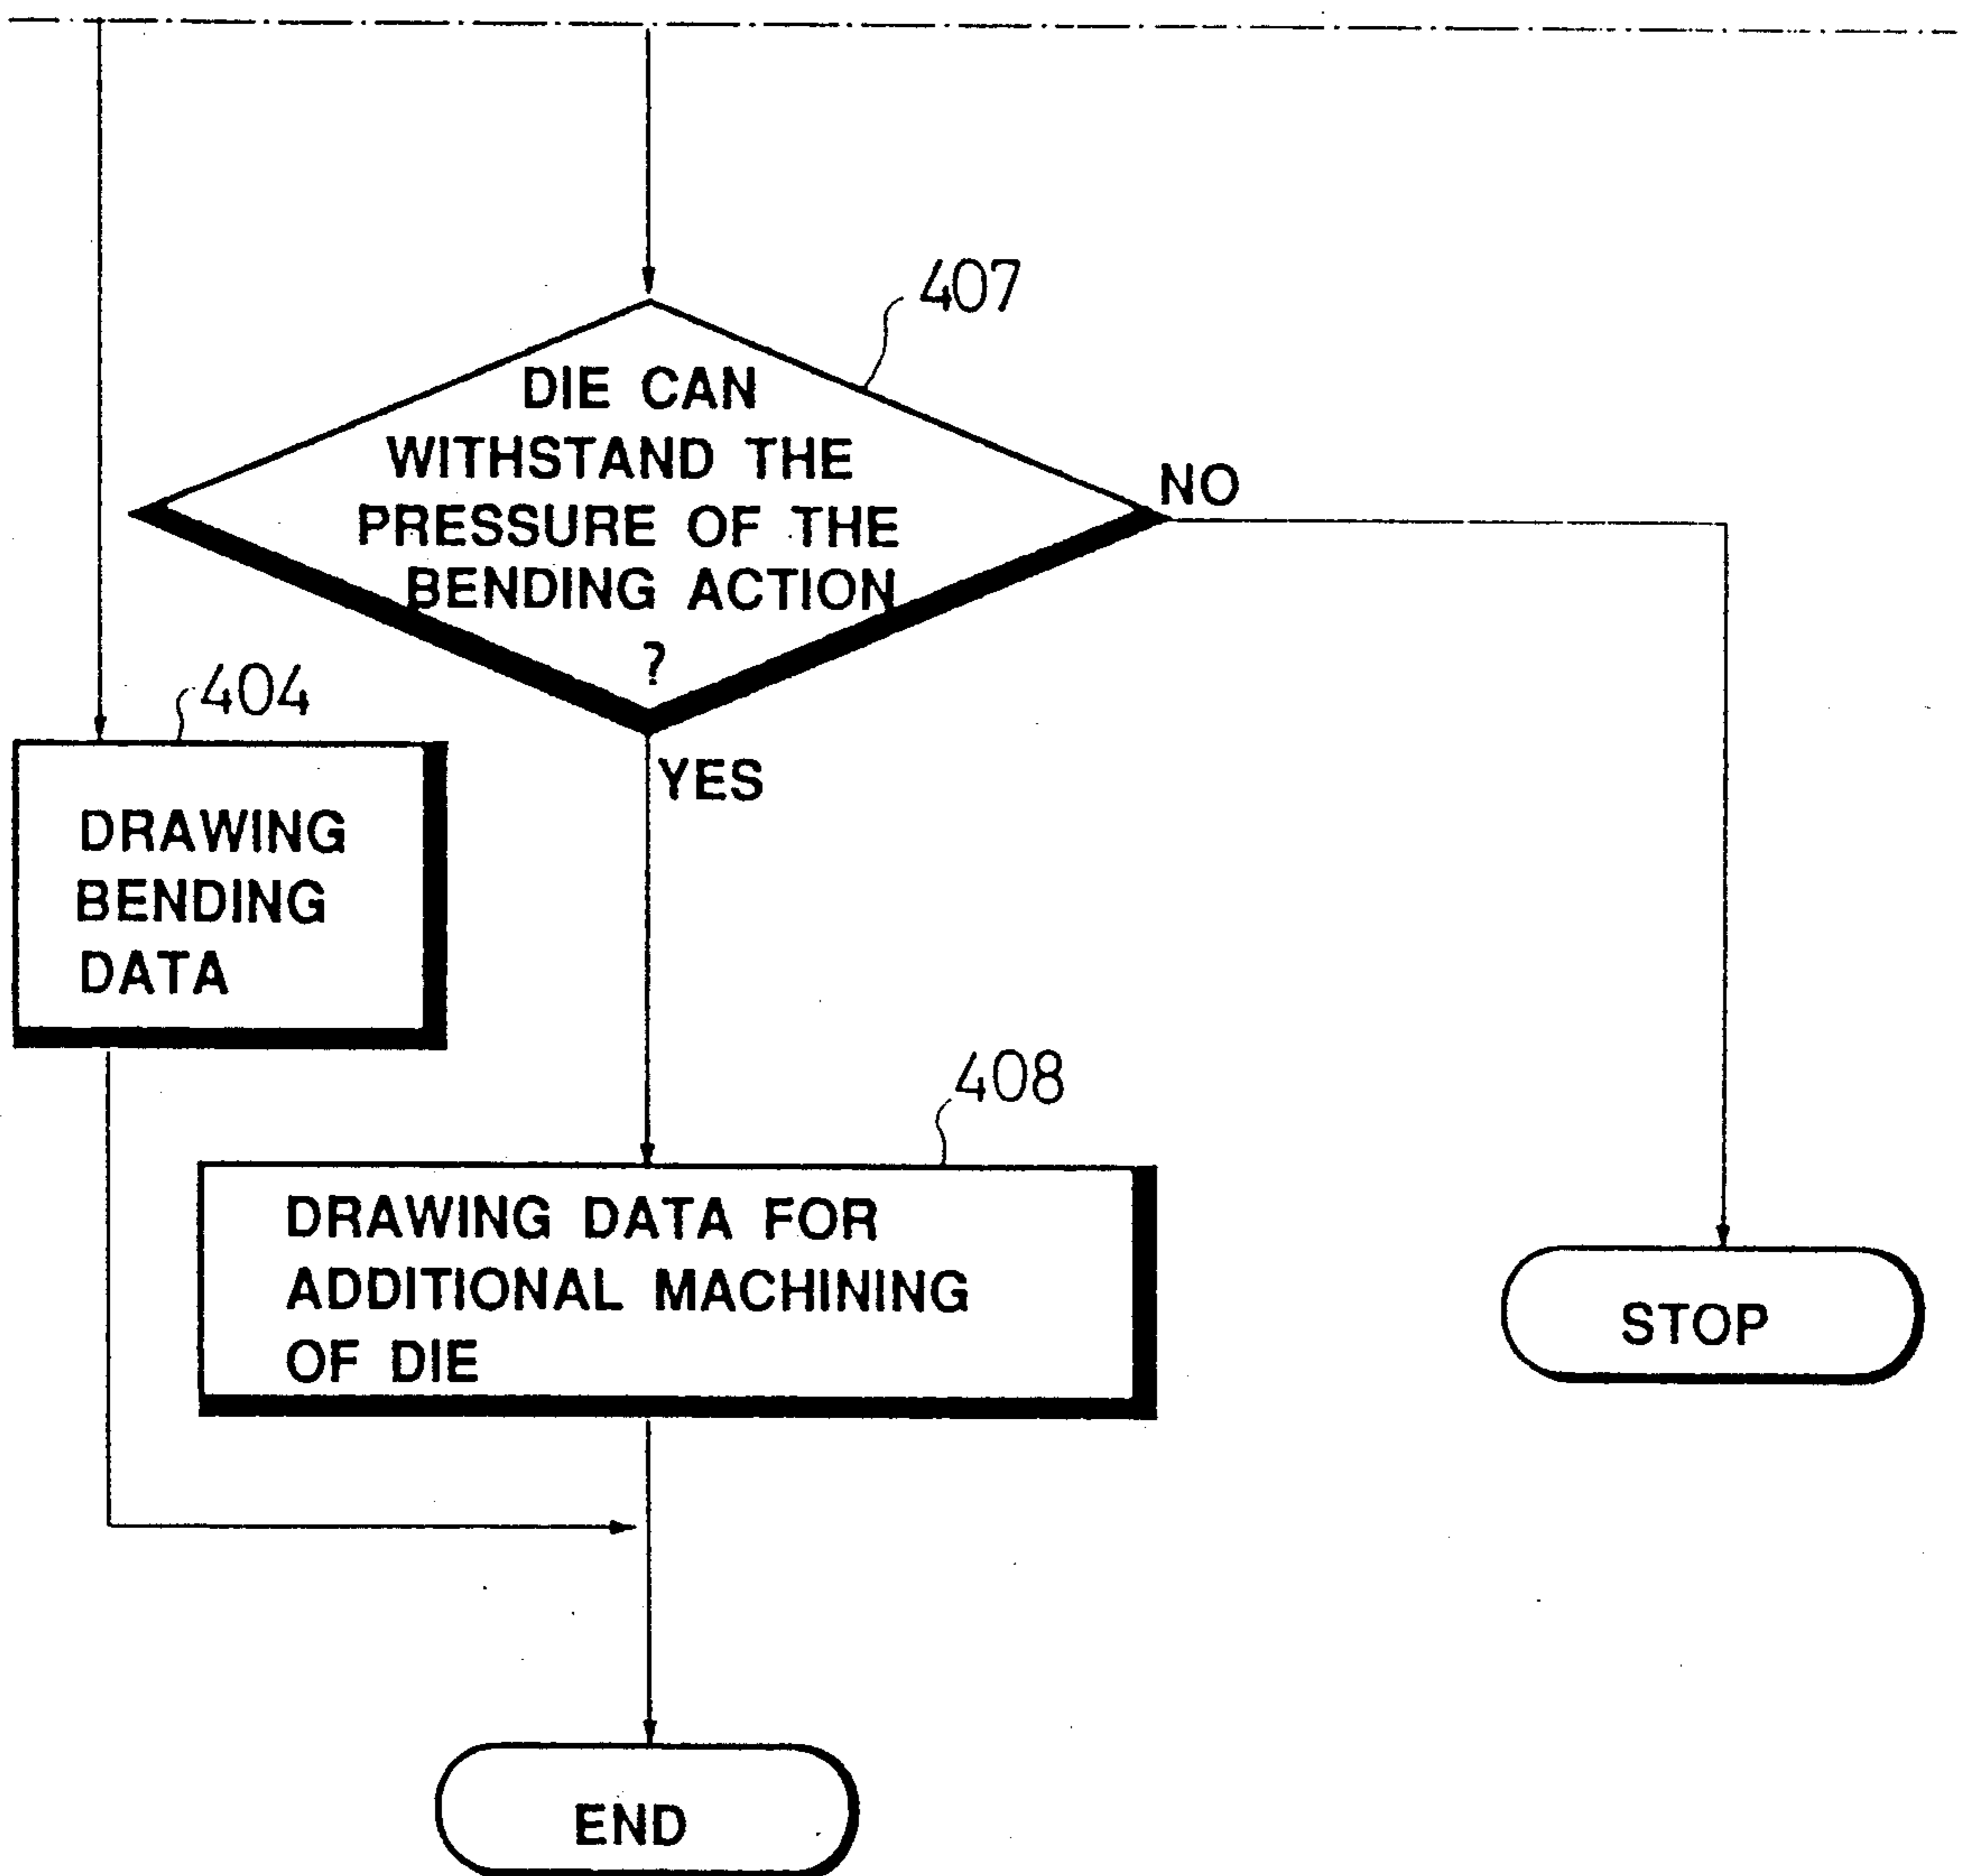 407
DIE CAN
WITHSTAND THE
PRESSURE OF THE
BENDING ACTION
?
NO
YES
404
DRAWING
BENDING
DATA
408
DRAWING DATA FOR
ADDITIONAL MACHINING
OF DIE
STOP
END